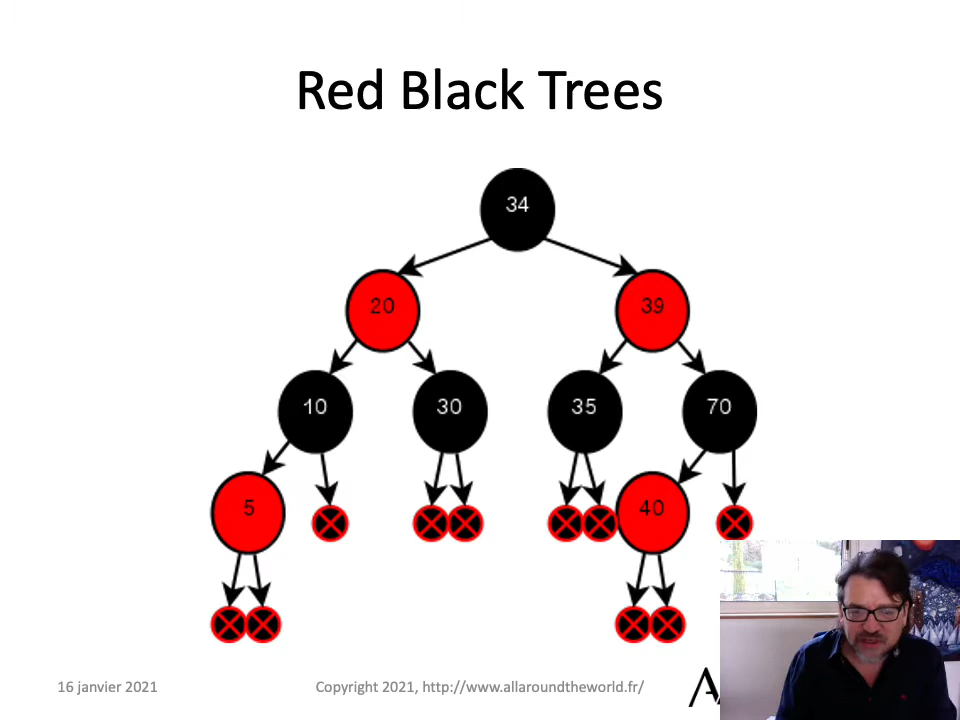 Red Black Trees
34
20 39
10 30 35 70
5 40
16 janvier 2021 Copyright 2021, http://www.allaroundtheworld.fr/